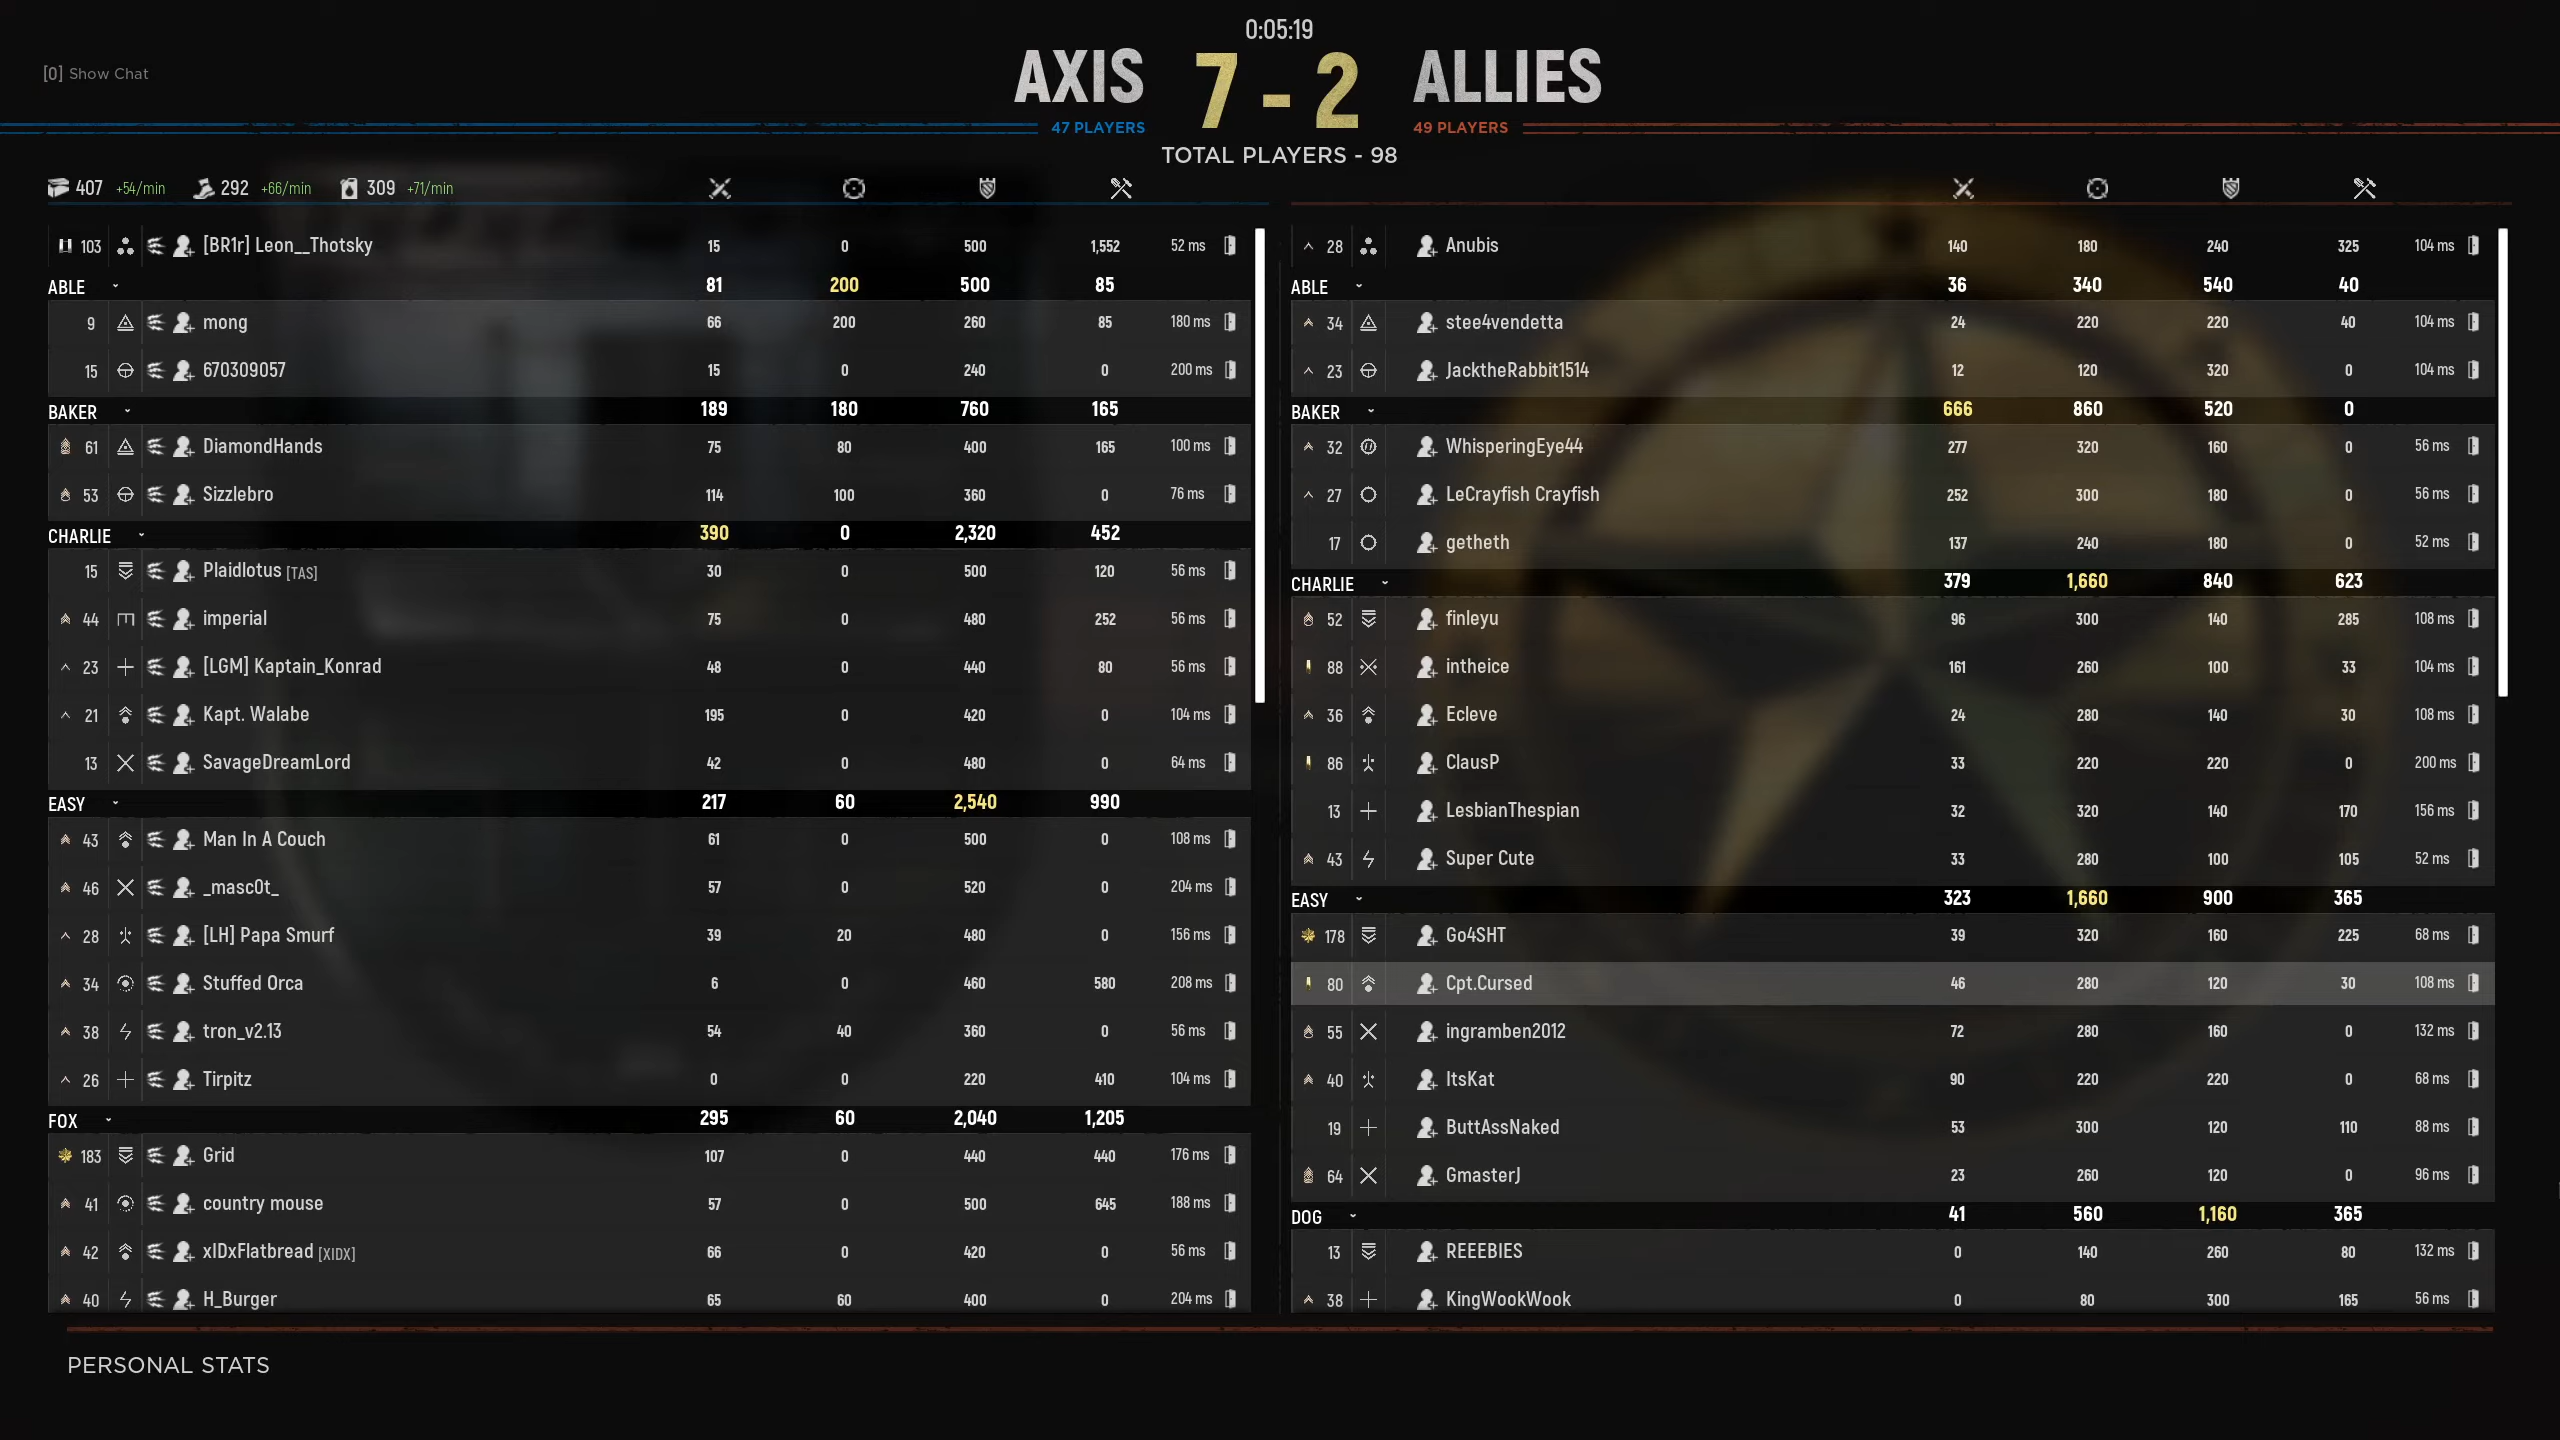 0:05:19
[O] Show Chat
AXIS 7 - 2 ALLIES
47 PLAYERS 49 PLAYERS
TOTAL PLAYERS - 98
407 +54/min 292 +66/min 309 +71/min
103 [BR1r] Leon__Thotsky 15 0 500 1,552 52 ms
ABLE 81 200 500 85
9 mong 66 200 260 85 180 ms
15 670309057 15 0 240 0 200 ms
BAKER 189 180 760 165
61 DiamondHands 75 80 400 165 100 ms
53 Sizzlebro 114 100 360 0 76 ms
CHARLIE 390 0 2,320 452
15 Plaidlotus [TAS] 30 0 500 120 56 ms
44 imperial 75 0 480 252 56 ms
23 [LGM] Kaptain_Konrad 48 0 440 80 56 ms
21 Kapt. Walabe 195 0 420 0 104 ms
13 SavageDreamLord 42 0 480 0 64 ms
EASY 217 60 2,540 990
43 Man In A Couch 61 0 500 0 108 ms
46 _masc0t_ 57 0 520 0 204 ms
28 [LH] Papa Smurf 39 20 480 0 156 ms
34 Stuffed Orca 6 0 460 580 208 ms
38 tron_v2.13 54 40 360 0 56 ms
26 Tirpitz 0 0 220 410 104 ms
FOX 295 60 2,040 1,205
183 Grid 107 0 440 440 176 ms
41 country mouse 57 0 500 645 188 ms
42 xIDxFlatbread [XIDX] 66 0 420 0 56 ms
40 H_Burger 65 60 400 0 204 ms
28 Anubis 140 180 240 325 104 ms
ABLE 36 340 540 40
34 stee4vendetta 24 220 220 40 104 ms
23 JacktheRabbit1514 12 120 320 0 104 ms
BAKER 666 860 520 0
32 WhisperingEye44 277 320 160 0 56 ms
27 LeCrayfish Crayfish 252 300 180 0 56 ms
17 getheth 137 240 180 0 52 ms
CHARLIE 379 1,660 840 623
52 finleyu 96 300 140 285 108 ms
88 intheice 161 260 100 33 104 ms
36 Ecleve 24 280 140 30 108 ms
86 ClausP 33 220 220 0 200 ms
13 LesbianThespian 32 320 140 170 156 ms
43 Super Cute 33 280 100 105 52 ms
EASY 323 1,660 900 365
178 Go4SHT 39 320 160 225 68 ms
80 Cpt.Cursed 46 280 120 30 108 ms
55 ingramben2012 72 280 160 0 132 ms
40 ItsKat 90 220 220 0 68 ms
19 ButtAssNaked 53 300 120 110 88 ms
64 GmasterJ 23 260 120 0 96 ms
DOG 41 560 1,160 365
13 REEEBIES 0 140 260 80 132 ms
38 KingWookWook 0 80 300 165 56 ms
PERSONAL STATS